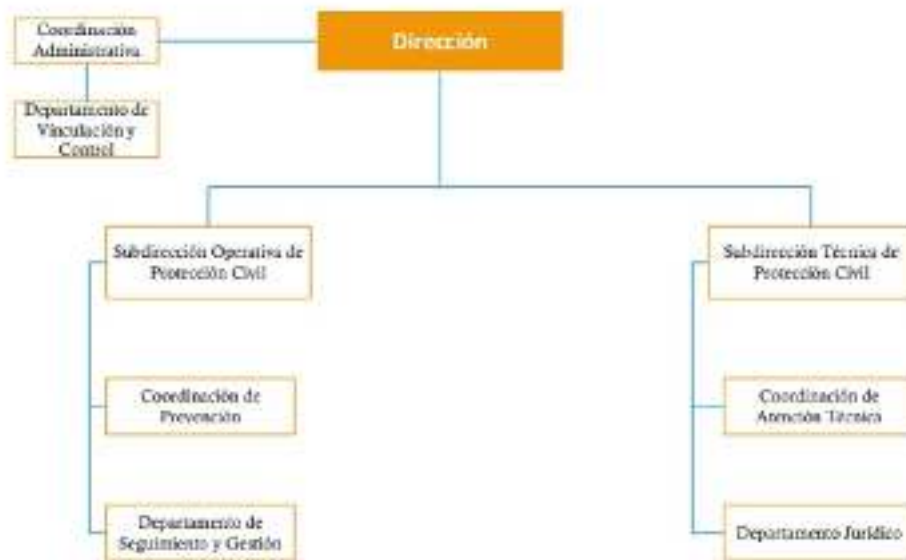 Coordinación
Administrativa
Dirección
Departamento de
Vinculación y
Control
Subdirección Operativa de
Protección Civil
Subdirección Técnica de
Protección Civil
Coordinación de
Prevención
Coordinación de
Atención Técnica
Departamento de
Seguimiento y Gestión
Departamento Jurídico